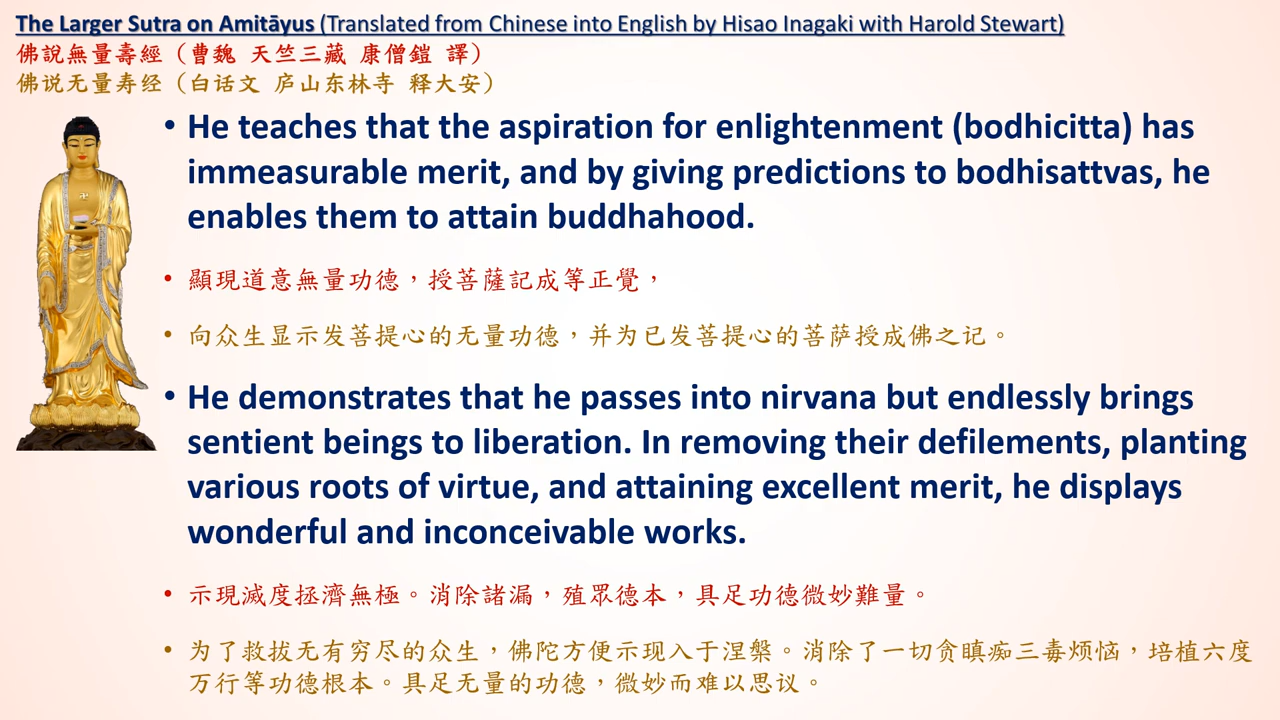 The Larger Sutra on Amitāyus (Translated from Chinese into English by Hisao Inagaki with Harold Stewart)
佛說無量壽經（曹魏 天竺三藏 康僧鎧 譯）
佛说无量寿经（白话文 庐山东林寺 释大安）
• He teaches that the aspiration for enlightenment (bodhicitta) has
immeasurable merit, and by giving predictions to bodhisattvas, he
enables them to attain buddhahood.
• 顯現道意無量功德，授菩薩記成等正覺，
• 向众生显示发菩提心的无量功德，并为已发菩提心的菩萨授成佛之记。
• He demonstrates that he passes into nirvana but endlessly brings
sentient beings to liberation. In removing their defilements, planting
various roots of virtue, and attaining excellent merit, he displays
wonderful and inconceivable works.
• 示現滅度拯濟無極。消除諸漏，殖眾德本，具足功德微妙難量。
• 为了救拔无有穷尽的众生，佛陀方便示现入于涅槃。消除了一切贪瞋痴三毒烦恼，培植六度
万行等功德根本。具足无量的功德，微妙而难以思议。